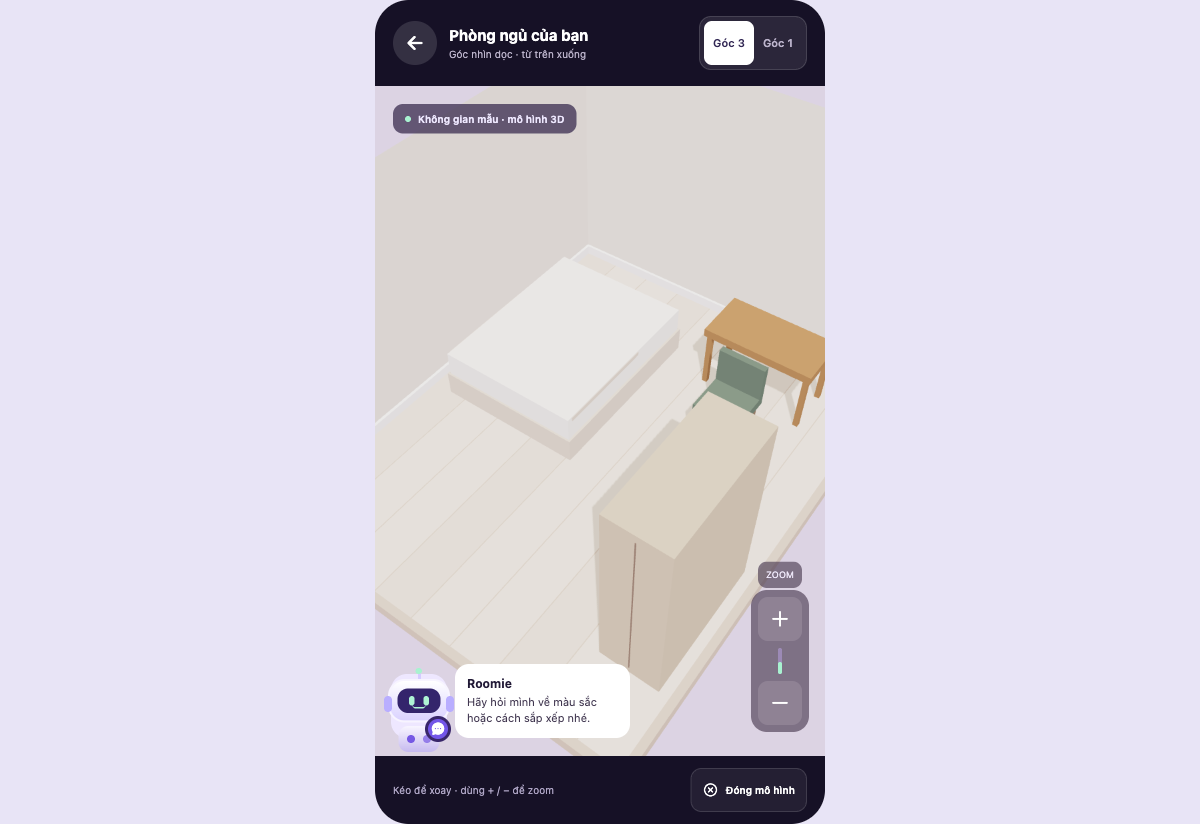 Phòng ngủ của bạn
Góc nhìn dọc · từ trên xuống
Góc 3
Góc 1
Không gian mẫu · mô hình 3D
ZOOM
+
−
Roomie
Hãy hỏi mình về màu sắc
hoặc cách sắp xếp nhé.
Kéo để xoay · dùng + / − để zoom
Đóng mô hình